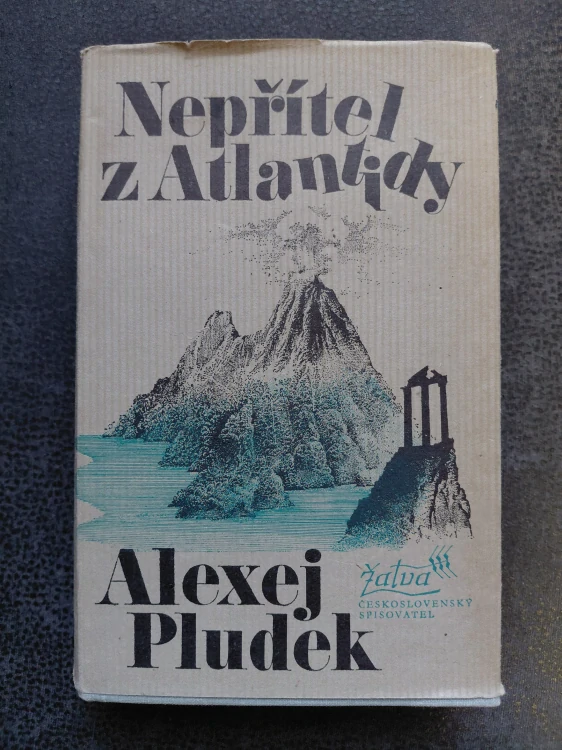 Nepřítel
z Atlantidy
Žatva
ČESKOSLOVENSKÝ
SPISOVATEL
Alexej
Pludek